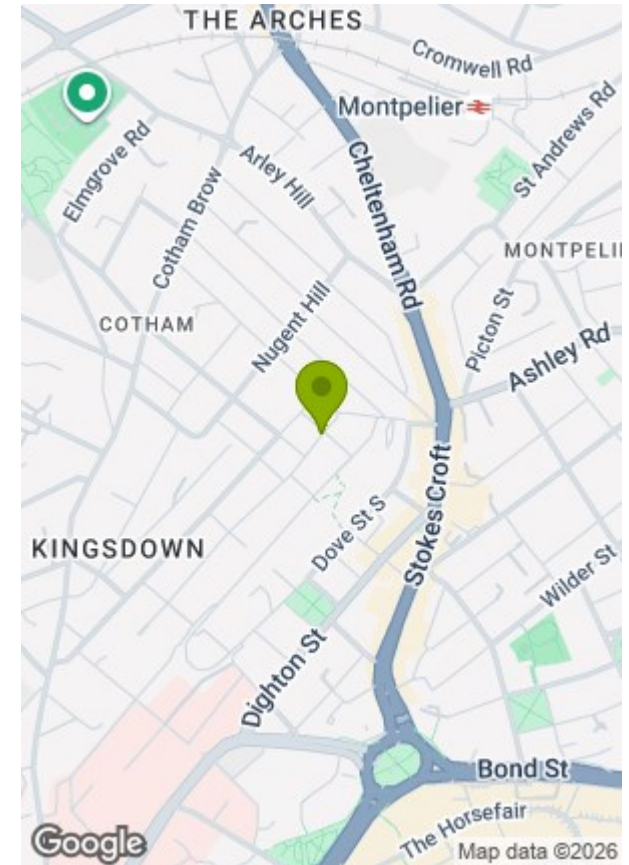 THE ARCHES
Cromwell Rd
Montpelier
St Andrews Rd
Elmgrove Rd
Arley Hill
Cheltenham Rd
Cotham Brow
MONTPELI
Picton St
Nugent Hill
COTHAM
Ashley Rd
Stokes Croft
KINGSDOWN
Dove St S
Wilder St
Dighton St
Bond St
The Horsefair
Google
Map data ©2026